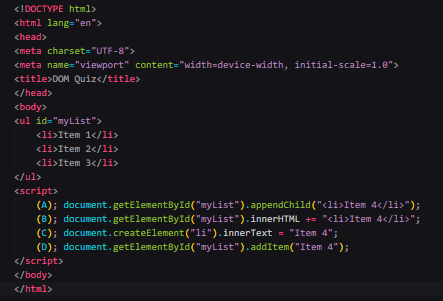 <!DOCTYPE html>
<html lang="en">
<head>
<meta charset="UTF-8">
<meta name="viewport" content="width=device-width, initial-scale=1.0">
<title>DOM Quiz</title>
</head>
<body>
<ul id="myList">
    <li>Item 1</li>
    <li>Item 2</li>
    <li>Item 3</li>
</ul>
<script>
    (A); document.getElementById("myList").appendChild("<li>Item 4</li>");
    (B); document.getElementById("myList").innerHTML += "<li>Item 4</li>";
    (C); document.createElement("li").innerText = "Item 4";
    (D); document.getElementById("myList").addItem("Item 4");
</script>
</body>
</html>